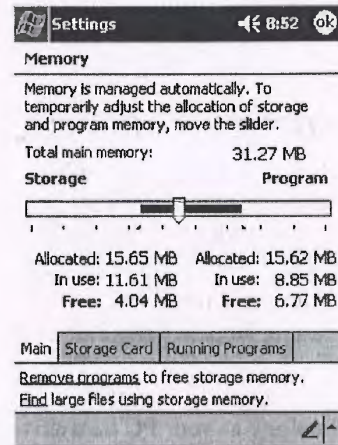 Settings 8:52 ok
Memory
Memory is managed automatically. To
temporarily adjust the allocation of storage
and program memory, move the slider.
Total main memory: 31.27 MB
Storage Program
Allocated: 15.65 MB Allocated: 15.62 MB
In use: 11.61 MB In use: 8.85 MB
Free: 4.04 MB Free: 6.77 MB
Main Storage Card Running Programs
Remove programs to free storage memory.
Find large files using storage memory.